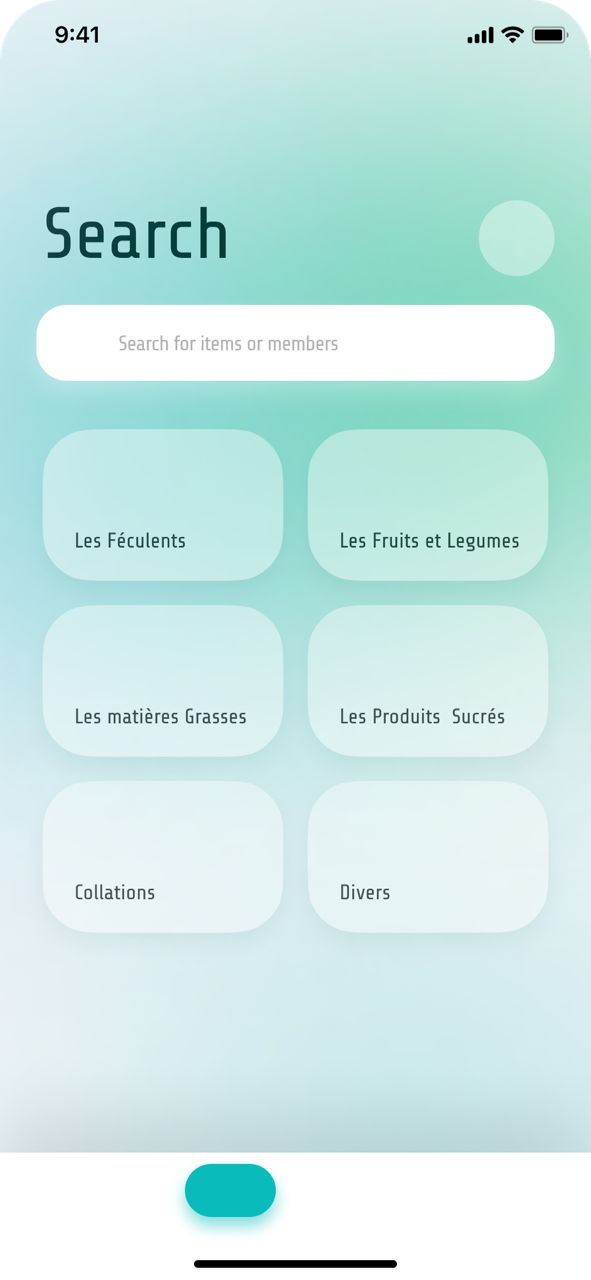 9:41
Search
Search for items or members
Les Féculents
Les Fruits et Legumes
Les matières Grasses
Les Produits  Sucrés
Collations
Divers